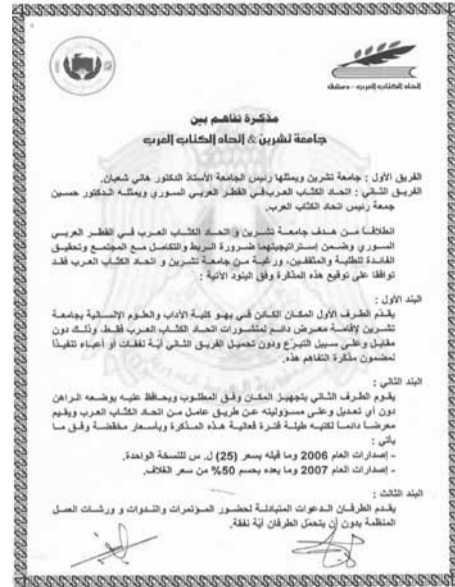 اتحاد الكتاب العرب - دمشق
مذكرة تفاهم بين
جامعة تشرين & اتحاد الكتاب العرب
الفريق الأول : جامعة تشرين ويمثلها رئيس الجامعة الأستاذ الدكتور هاني شعبان.
الفريق الثاني : اتحاد الكتاب العرب في القطر العربي السوري ويمثله الدكتور حسين
جمعة رئيس اتحاد الكتاب العرب.
انطلاقا من هدف جامعة تشرين و اتحاد الكتاب العرب في القطر العربي
السوري وضمن إستراتيجيتهما ضرورة الربط والتكامل مع المجتمع وتحقيق
الفائدة للطلبة والمثقفين، ورغبة من جامعة تشرين و اتحاد الكتاب العرب فقد
توافقا على توقيع هذه المذكرة وفق البنود الآتية :
البند الأول :
يقدم الطرف الأول المكان الكائن في بهو كلية الآداب والعلوم الإنسانية بجامعة
تشرين لإقامة معرض دائم لمنشورات اتحاد الكتاب العرب فقط، وذلك دون
مقابل وعلى سبيل التبرع ودون تحميل الفريق الثاني أية نفقات أو أعباء تنفيذا
لمضمون مذكرة التفاهم هذه.
البند الثاني :
يقوم الطرف الثاني بتجهيز المكان وفق المطلوب ويحافظ عليه بوضعه الراهن
دون أي تعديل وعلى مسؤوليته عن طريق عامل من اتحاد الكتاب العرب ويقيم
معرضا دائما لكتبه طيلة فترة فعالية هذه المذكرة وبأسعار مخفضة وفق ما
يأتي :
- إصدارات العام 2006 وما قبله بسعر (25) ل. س للنسخة الواحدة.
- إصدارات العام 2007 وما بعده بحسم 50% من سعر الغلاف.
البند الثالث :
يقدم الطرفان الدعوات المتبادلة لحضور المؤتمرات والندوات و ورشات العمل
المنظمة بدون أن يتحمل الطرفان أية نفقة.